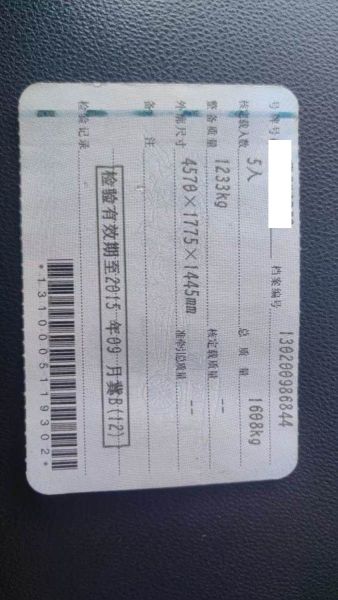 号牌号 档案编号 130200986844
核定载人数 5人 总质量 1608kg
整备质量 1233kg 核定载质量 --
外廓尺寸 4570×1775×1445mm 准牵引总质量 --
备注
检验有效期至2015年09月冀B(12)
检验记录
*1310005119302*